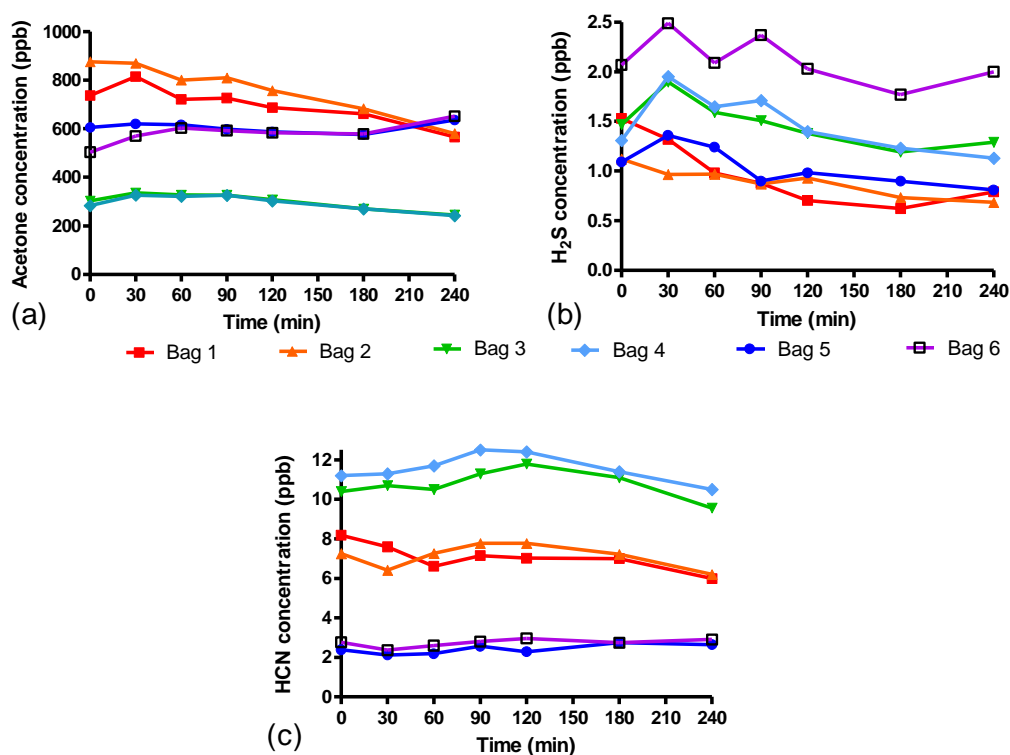 Acetone concentration (ppb)
1000
800
600
400
200
0
0 30 60 90 120 150 180 210 240
Time (min)
(a)
H₂S concentration (ppb)
2.5
2.0
1.5
1.0
0.5
0.0
0 30 60 90 120 150 180 210 240
Time (min)
(b)
Bag 1 Bag 2 Bag 3 Bag 4 Bag 5 Bag 6
HCN concentration (ppb)
12
10
8
6
4
2
0
0 30 60 90 120 150 180 210 240
Time (min)
(c)